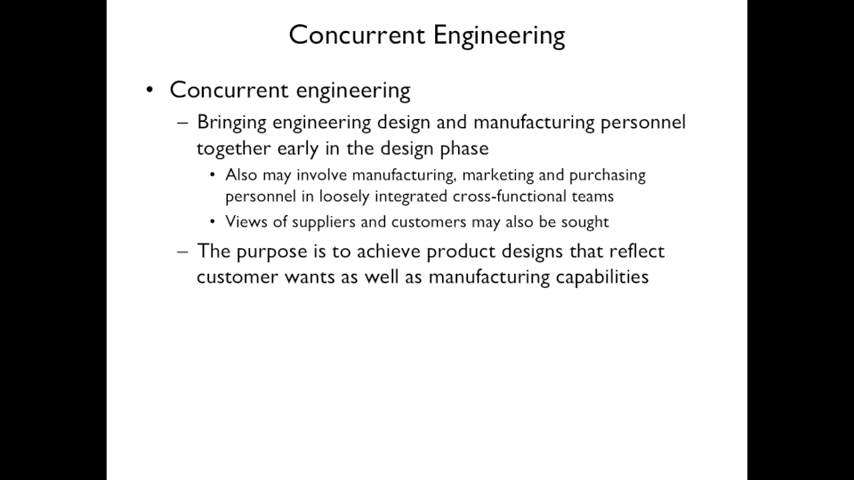 Concurrent Engineering
• Concurrent engineering
– Bringing engineering design and manufacturing personnel
together early in the design phase
• Also may involve manufacturing, marketing and purchasing
personnel in loosely integrated cross-functional teams
• Views of suppliers and customers may also be sought
– The purpose is to achieve product designs that reflect
customer wants as well as manufacturing capabilities